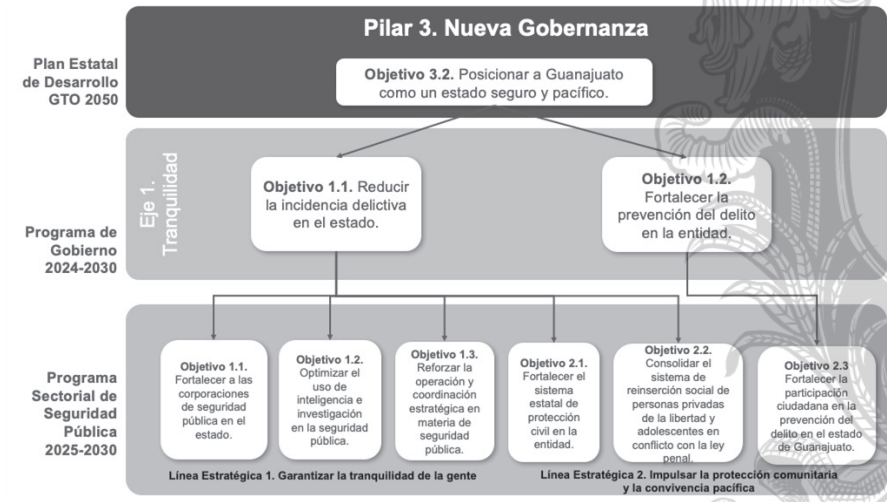 Pilar 3. Nueva Gobernanza
Plan Estatal
de Desarrollo
GTO 2050
Objetivo 3.2. Posicionar a Guanajuato
como un estado seguro y pacífico.
Eje 1.
Tranquilidad
Programa de
Gobierno
2024-2030
Objetivo 1.1. Reducir
la incidencia delictiva
en el estado.
Objetivo 1.2.
Fortalecer la
prevención del delito
en la entidad.
Programa
Sectorial de
Seguridad
Pública
2025-2030
Objetivo 1.1.
Fortalecer a las
corporaciones
de seguridad
pública en el
estado.
Objetivo 1.2.
Optimizar el
uso de
inteligencia e
investigación
en la seguridad
pública.
Objetivo 1.3.
Reforzar la
operación y
coordinación
estratégica en
materia de
seguridad
pública.
Objetivo 2.1.
Fortalecer el
sistema
estatal de
protección
civil en la
entidad.
Objetivo 2.2.
Consolidar el
sistema de
reinserción social de
personas privadas
de la libertad y
adolescentes en
conflicto con la ley
penal.
Objetivo 2.3
Fortalecer la
participación
ciudadana en la
prevención del
delito en el estado
de Guanajuato.
Línea Estratégica 1. Garantizar la tranquilidad de la gente
Línea Estratégica 2. Impulsar la protección comunitaria
y la convivencia pacífica